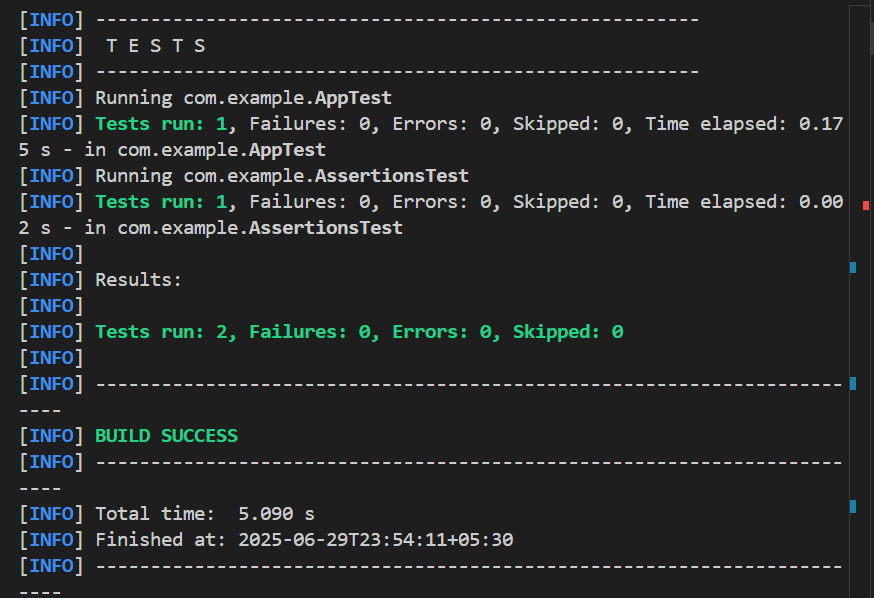 [INFO] -------------------------------------------------------
[INFO]  T E S T S
[INFO] -------------------------------------------------------
[INFO] Running com.example.AppTest
[INFO] Tests run: 1, Failures: 0, Errors: 0, Skipped: 0, Time elapsed: 0.17
5 s - in com.example.AppTest
[INFO] Running com.example.AssertionsTest
[INFO] Tests run: 1, Failures: 0, Errors: 0, Skipped: 0, Time elapsed: 0.00
2 s - in com.example.AssertionsTest
[INFO]
[INFO] Results:
[INFO]
[INFO] Tests run: 2, Failures: 0, Errors: 0, Skipped: 0
[INFO]
[INFO] --------------------------------------------------------------------
----
[INFO] BUILD SUCCESS
[INFO] --------------------------------------------------------------------
----
[INFO] Total time:  5.090 s
[INFO] Finished at: 2025-06-29T23:54:11+05:30
[INFO] --------------------------------------------------------------------
----